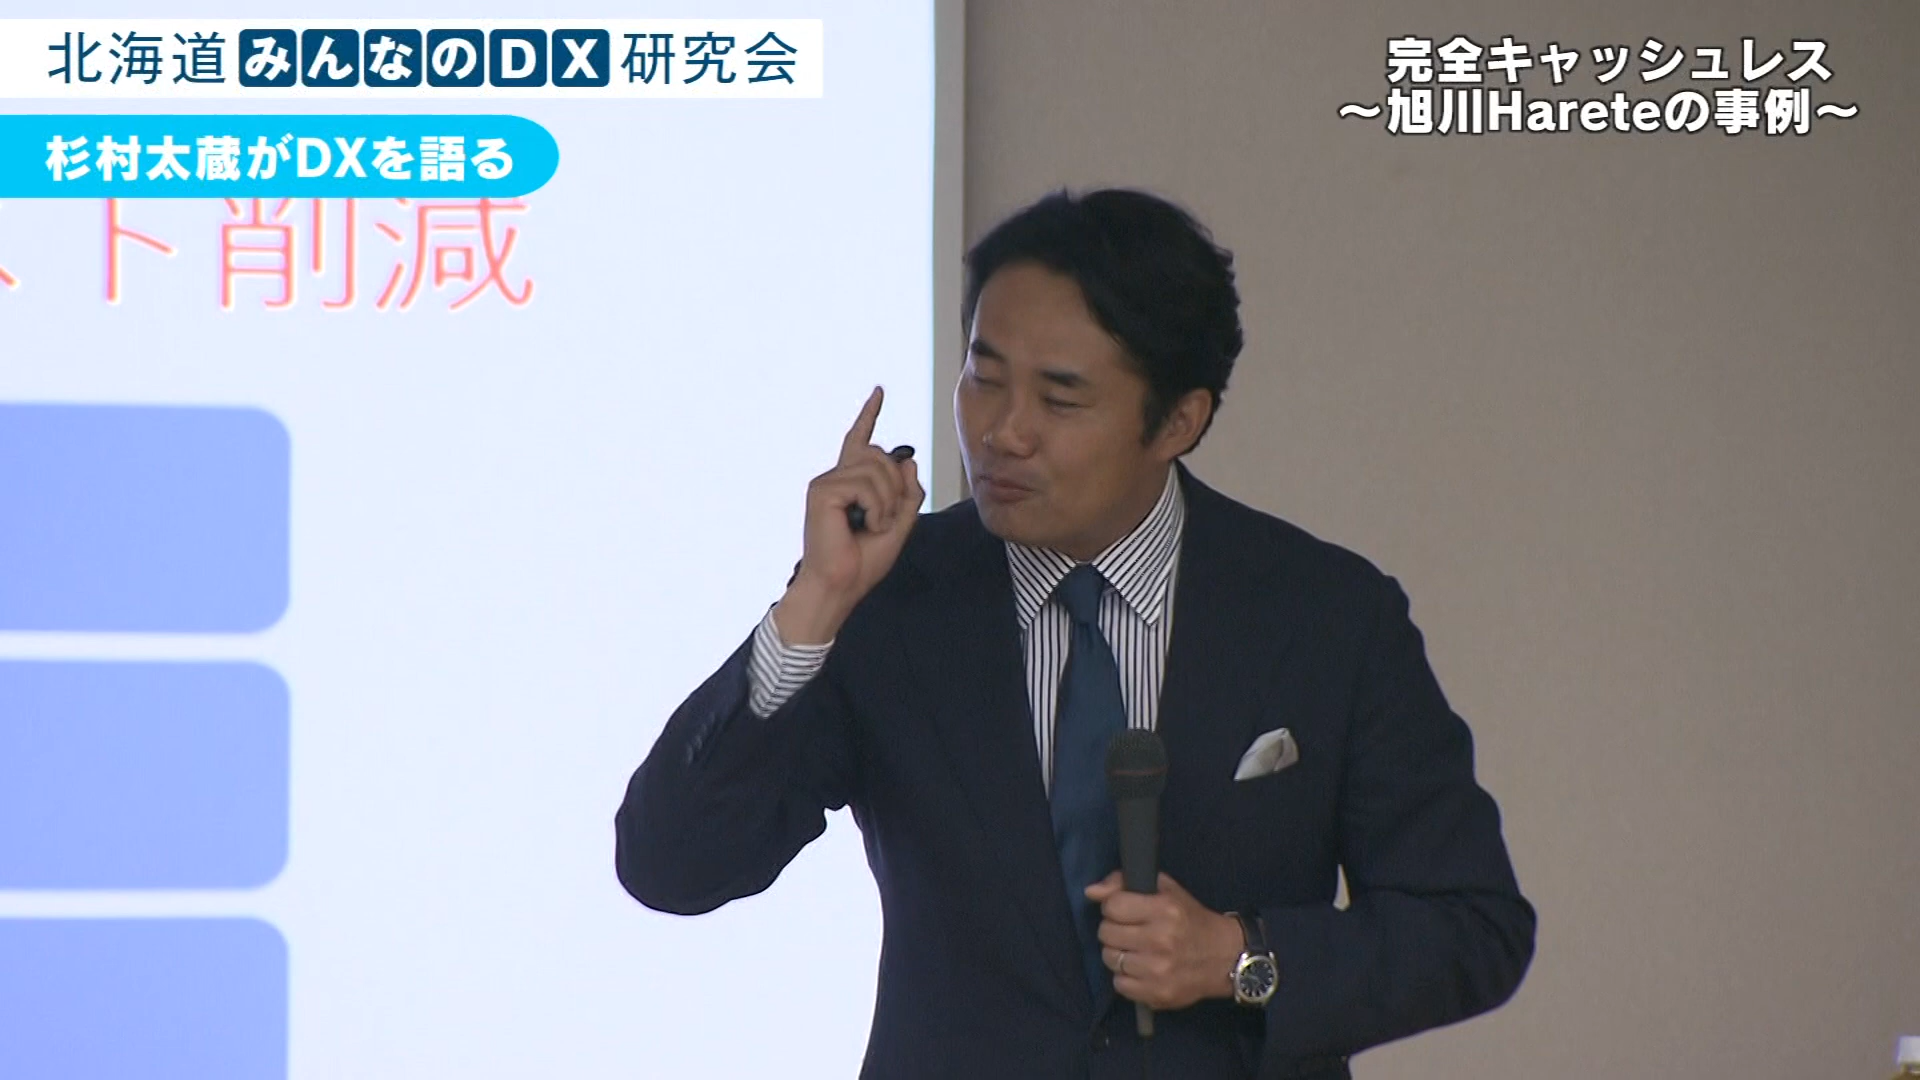 北海道みんなのDX研究会
完全キャッシュレス
～旭川Hareteの事例～
杉村太蔵がDXを語る
スト削減